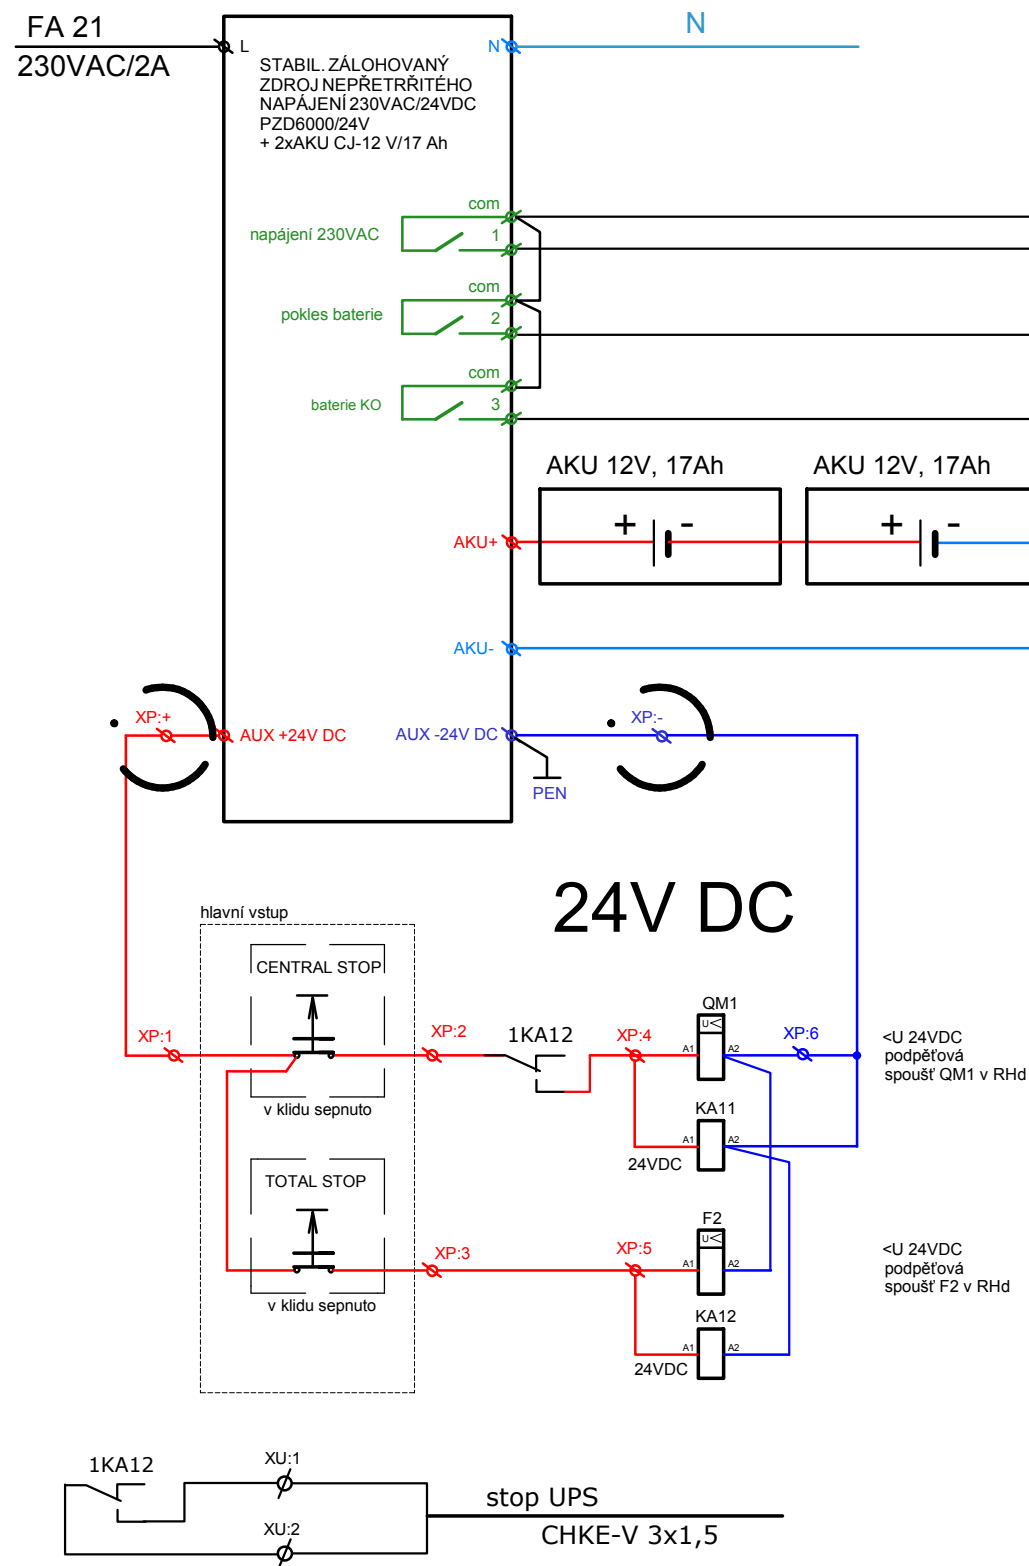 FA 21
230VAC/2A
L
N
N
STABIL. ZÁLOHOVANÝ
ZDROJ NEPŘETRŘITÉHO
NAPÁJENÍ 230VAC/24VDC
PZD6000/24V
+ 2xAKU CJ-12 V/17 Ah
com
napájení 230VAC
1
com
pokles baterie
2
com
baterie KO
3
AKU 12V, 17Ah
AKU 12V, 17Ah
+ -
+ -
AKU+
AKU-
XP:+
AUX +24V DC
AUX -24V DC
XP:-
PEN
24V DC
hlavní vstup
CENTRAL STOP
XP:1
XP:2
1KA12
XP:4
QM1
U<
A1
A2
XP:6
<U 24VDC
podpěťová
spoušť QM1 v RHd
v klidu sepnuto
KA11
A1
A2
24VDC
TOTAL STOP
XP:3
XP:5
F2
U<
A1
A2
<U 24VDC
podpěťová
spoušť F2 v RHd
v klidu sepnuto
KA12
A1
A2
24VDC
1KA12
XU:1
stop UPS
XU:2
CHKE-V 3x1,5